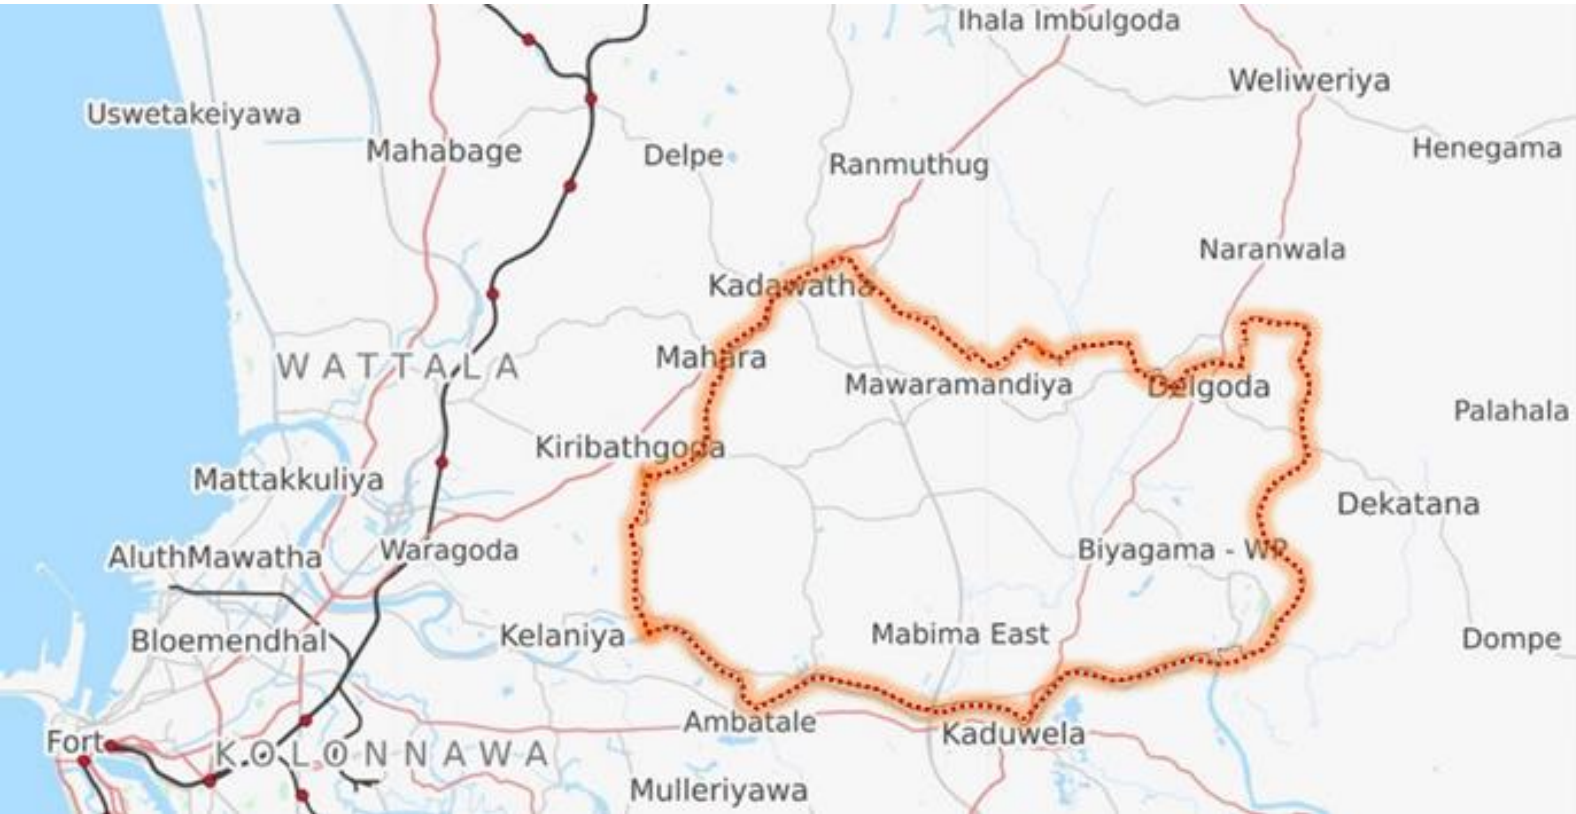 Ihala Imbulgoda
Weliweriya
Uswetakeiyawa
Mahabage
Delpe
Ranmuthug
Henegama
Naranwala
Kadawatha
WATTALA
Mahara
Mawaramandiya
Delgoda
Palahala
Kiribathgoda
Mattakkuliya
Dekatana
AluthMawatha
Waragoda
Biyagama - WP
Bloemendhal
Kelaniya
Mabima East
Dompe
Ambatale
Kaduwela
Fort
KOLONNAWA
Mulleriyawa